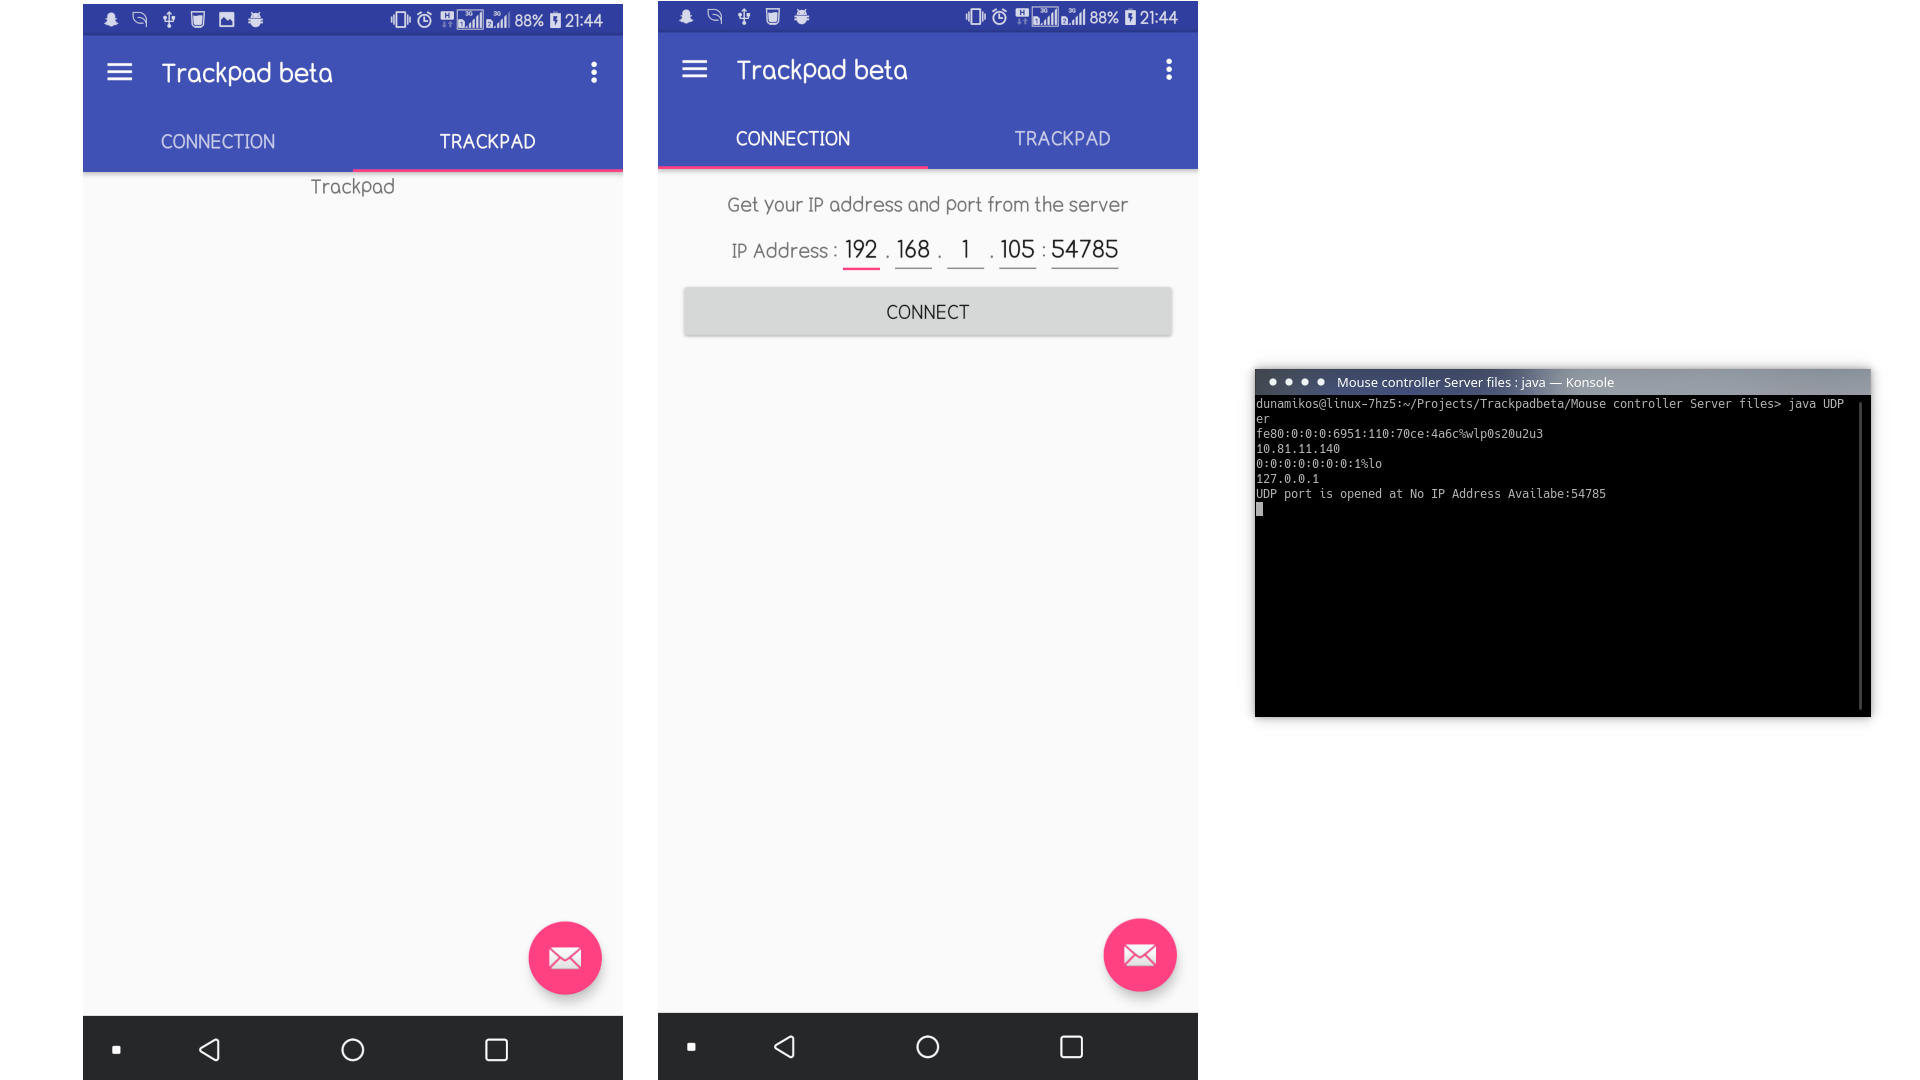 88% 21:44
Trackpad beta
CONNECTION TRACKPAD
Trackpad
88% 21:44
Trackpad beta
CONNECTION TRACKPAD
Get your IP address and port from the server
IP Address : 192 . 168 . 1 . 105 : 54785
CONNECT
Mouse controller Server files : java — Konsole
dunamikos@linux-7hz5:~/Projects/Trackpadbeta/Mouse controller Server files> java UDP
er
fe80:0:0:0:6951:110:70ce:4a6c%wlp0s20u2u3
10.81.11.140
0:0:0:0:0:0:0:1%lo
127.0.0.1
UDP port is opened at No IP Address Availabe:54785